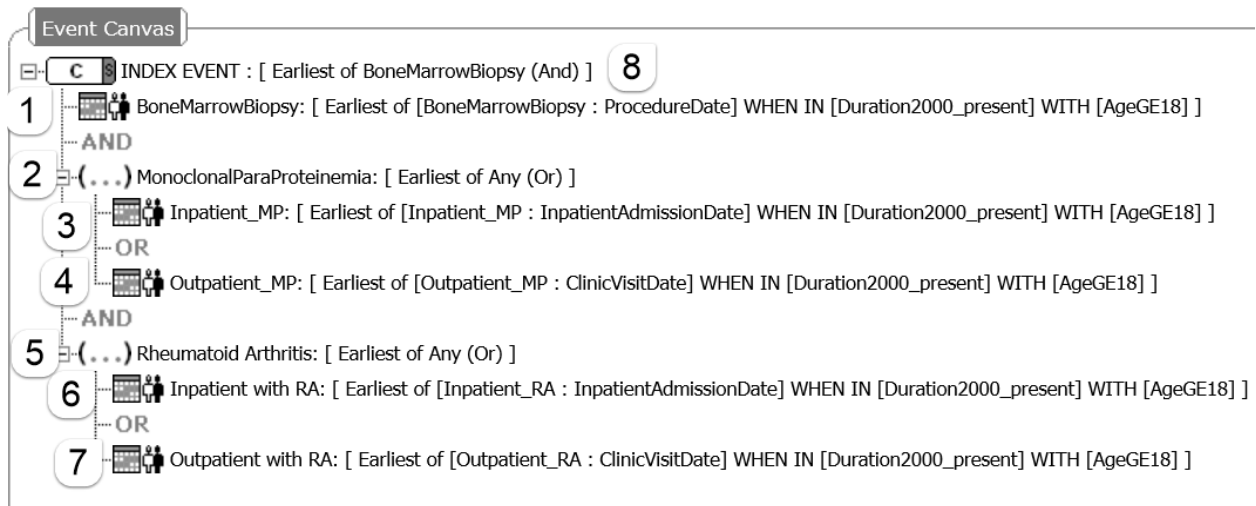 Event Canvas
C S INDEX EVENT : [ Earliest of BoneMarrowBiopsy (And) ] 8
1 BoneMarrowBiopsy: [ Earliest of [BoneMarrowBiopsy : ProcedureDate] WHEN IN [Duration2000_present] WITH [AgeGE18] ]
AND
2 (...) MonoclonalParaProteinemia: [ Earliest of Any (Or) ]
3 Inpatient_MP: [ Earliest of [Inpatient_MP : InpatientAdmissionDate] WHEN IN [Duration2000_present] WITH [AgeGE18] ]
OR
4 Outpatient_MP: [ Earliest of [Outpatient_MP : ClinicVisitDate] WHEN IN [Duration2000_present] WITH [AgeGE18] ]
AND
5 (...) Rheumatoid Arthritis: [ Earliest of Any (Or) ]
6 Inpatient with RA: [ Earliest of [Inpatient_RA : InpatientAdmissionDate] WHEN IN [Duration2000_present] WITH [AgeGE18] ]
OR
7 Outpatient with RA: [ Earliest of [Outpatient_RA : ClinicVisitDate] WHEN IN [Duration2000_present] WITH [AgeGE18] ]